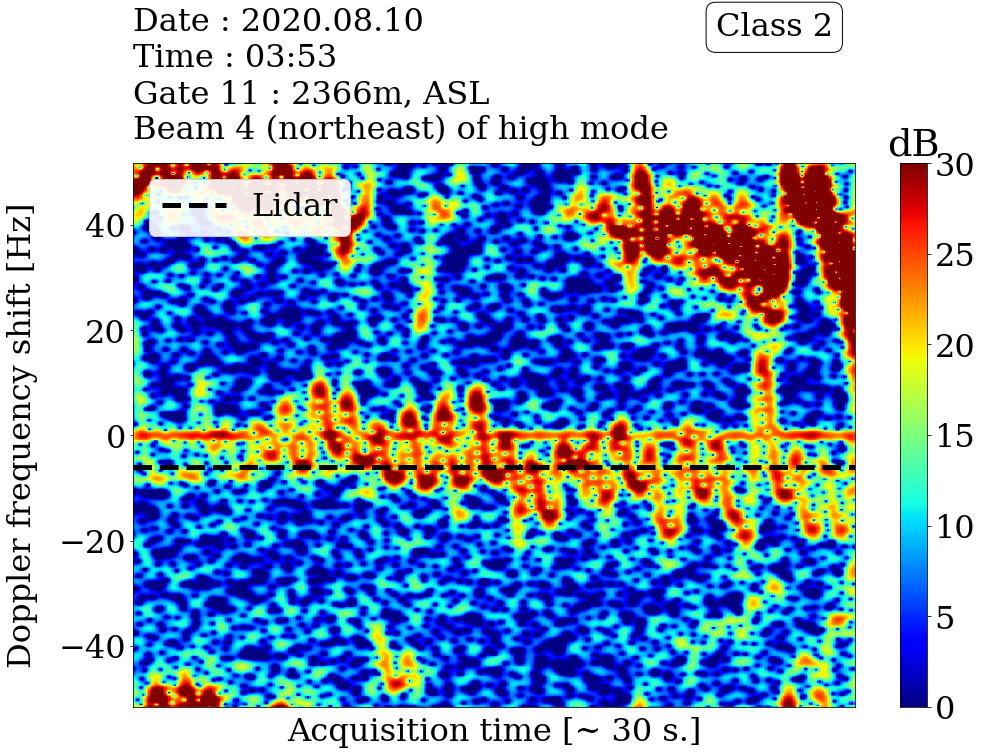 Date : 2020.08.10
Time : 03:53
Gate 11 : 2366m, ASL
Beam 4 (northeast) of high mode
Class 2
dB
Lidar
Doppler frequency shift [Hz]
40
20
0
−20
−40
Acquisition time [~ 30 s.]
30
25
20
15
10
5
0